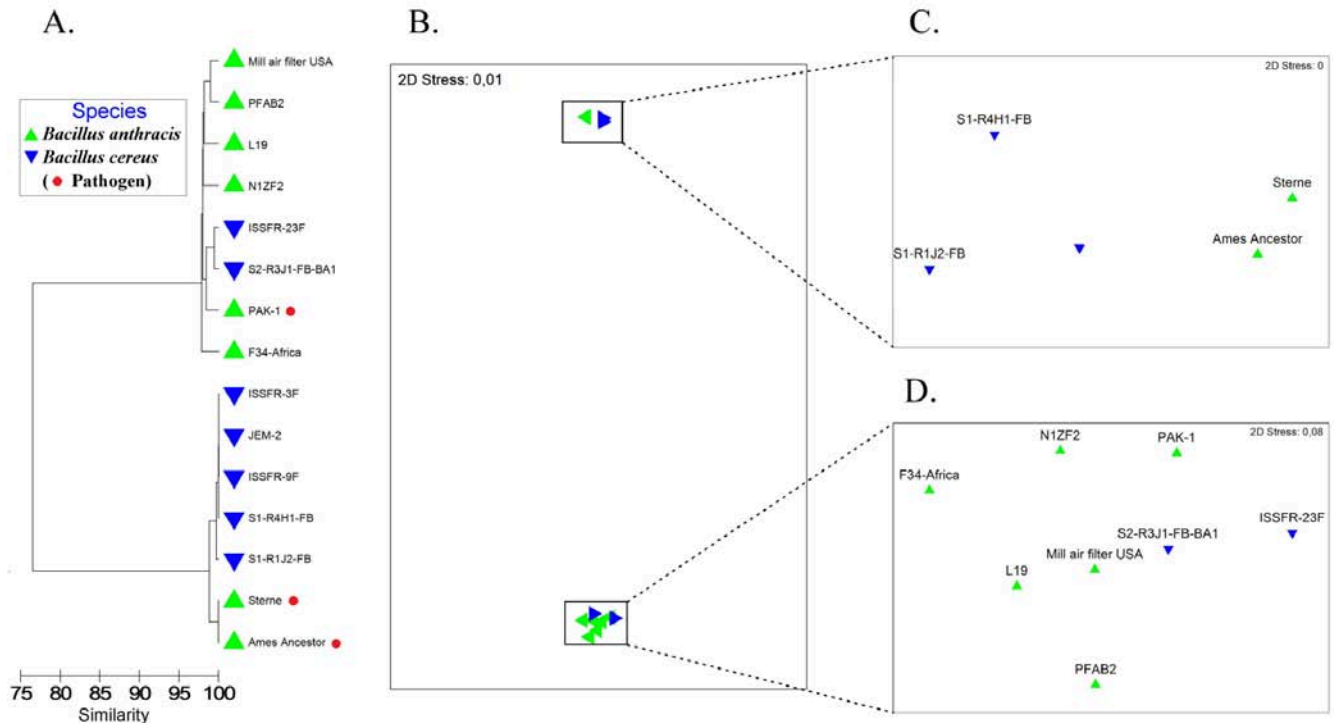 A.
Species
Bacillus anthracis
Bacillus cereus
( Pathogen)
Mill air filter USA
PFAB2
L19
N1ZF2
ISSFR-23F
S2-R3J1-FB-BA1
PAK-1
F34-Africa
ISSFR-3F
JEM-2
ISSFR-9F
S1-R4H1-FB
S1-R1J2-FB
Sterne
Ames Ancestor
75 80 85 90 95 100
Similarity
B.
2D Stress: 0,01
C.
2D Stress: 0
S1-R4H1-FB
Sterne
Ames Ancestor
S1-R1J2-FB
D.
2D Stress: 0,08
N1ZF2
PAK-1
F34-Africa
ISSFR-23F
S2-R3J1-FB-BA1
Mill air filter USA
L19
PFAB2